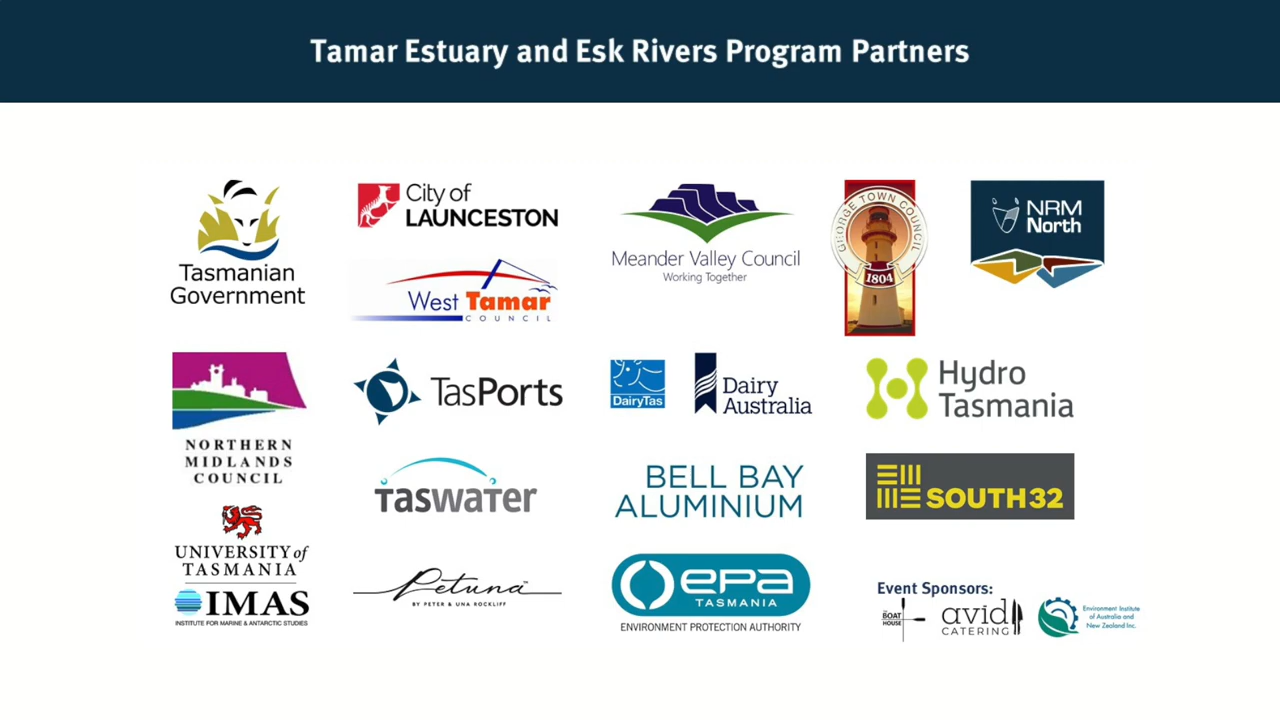 Tamar Estuary and Esk Rivers Program Partners
Tasmanian
Government
City of
LAUNCESTON
West Tamar
COUNCIL
Meander Valley Council
Working Together
GEORGE TOWN COUNCIL
1804
NRM
North
NORTHERN
MIDLANDS
COUNCIL
TasPorts
DairyTas
Dairy
Australia
Hydro
Tasmania
TasWater
BELL BAY
ALUMINIUM
SOUTH32
UNIVERSITY of
TASMANIA
IMAS
INSTITUTE FOR MARINE & ANTARCTIC STUDIES
Petuna™
BY PETER & UNA ROCKLIFF
epa
TASMANIA
ENVIRONMENT PROTECTION AUTHORITY
Event Sponsors:
THE
BOAT
HOUSE
avid
CATERING
Environment Institute
of Australia and
New Zealand Inc.